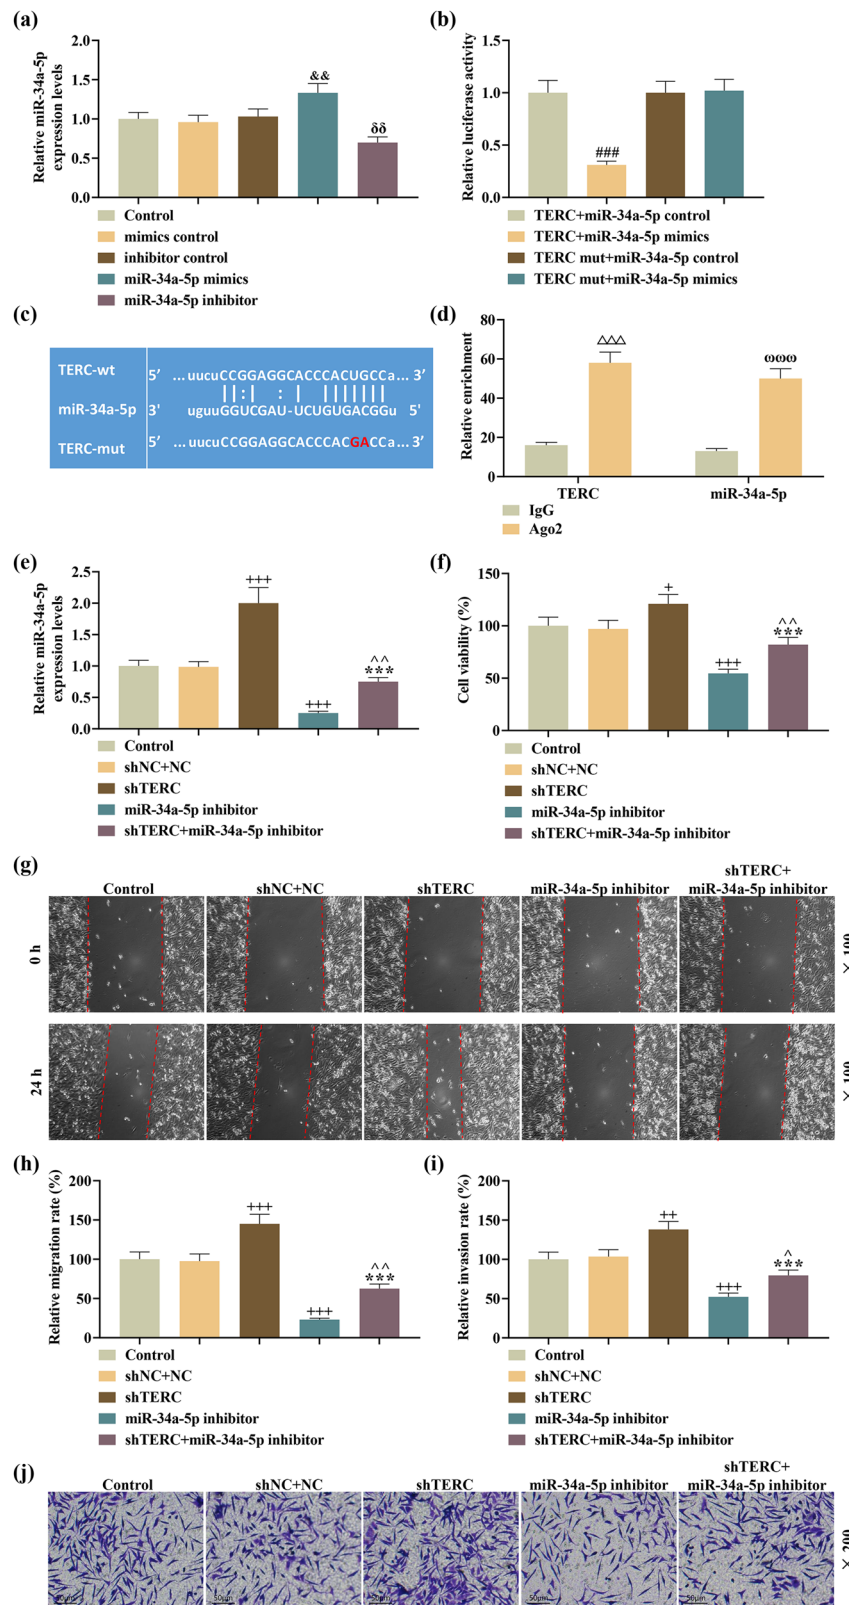 (a)
Relative miR-34a-5p
expression levels
2.0
1.5
1.0
0.5
0.0
&&
δδ
Control
mimics control
inhibitor control
miR-34a-5p mimics
miR-34a-5p inhibitor
(b)
Relative luciferase activity
1.5
1.0
0.5
0.0
###
TERC+miR-34a-5p control
TERC+miR-34a-5p mimics
TERC mut+miR-34a-5p control
TERC mut+miR-34a-5p mimics
(c)
TERC-wt 5′ ...uucuCCGGAGGCACCCACUGCCa... 3′
miR-34a-5p 3' uguuGGUCGAU-UCUGUGACGGu 5'
TERC-mut 5′ ...uucuCCGGAGGCACCCACGACCa... 3′
(d)
Relative enrichment
80
60
40
20
0
△△△
ωωω
TERC miR-34a-5p
IgG
Ago2
(e)
Relative miR-34a-5p
expression levels
2.5
2.0
1.5
1.0
0.5
0.0
+++
+++
^^
***
Control
shNC+NC
shTERC
miR-34a-5p inhibitor
shTERC+miR-34a-5p inhibitor
(f)
Cell viability (%)
150
100
50
0
+
+++
^^
***
Control
shNC+NC
shTERC
miR-34a-5p inhibitor
shTERC+miR-34a-5p inhibitor
(g)
Control shNC+NC shTERC miR-34a-5p inhibitor shTERC+
miR-34a-5p inhibitor
0 h
× 100
24 h
× 100
(h)
Relative migration rate (%)
200
150
100
50
0
+++
+++
^^
***
Control
shNC+NC
shTERC
miR-34a-5p inhibitor
shTERC+miR-34a-5p inhibitor
(i)
Relative invasion rate (%)
200
150
100
50
0
++
+++
^
***
Control
shNC+NC
shTERC
miR-34a-5p inhibitor
shTERC+miR-34a-5p inhibitor
(j)
Control shNC+NC shTERC miR-34a-5p inhibitor shTERC+
miR-34a-5p inhibitor
× 200
50μm 50μm 50μm 50μm 50μm